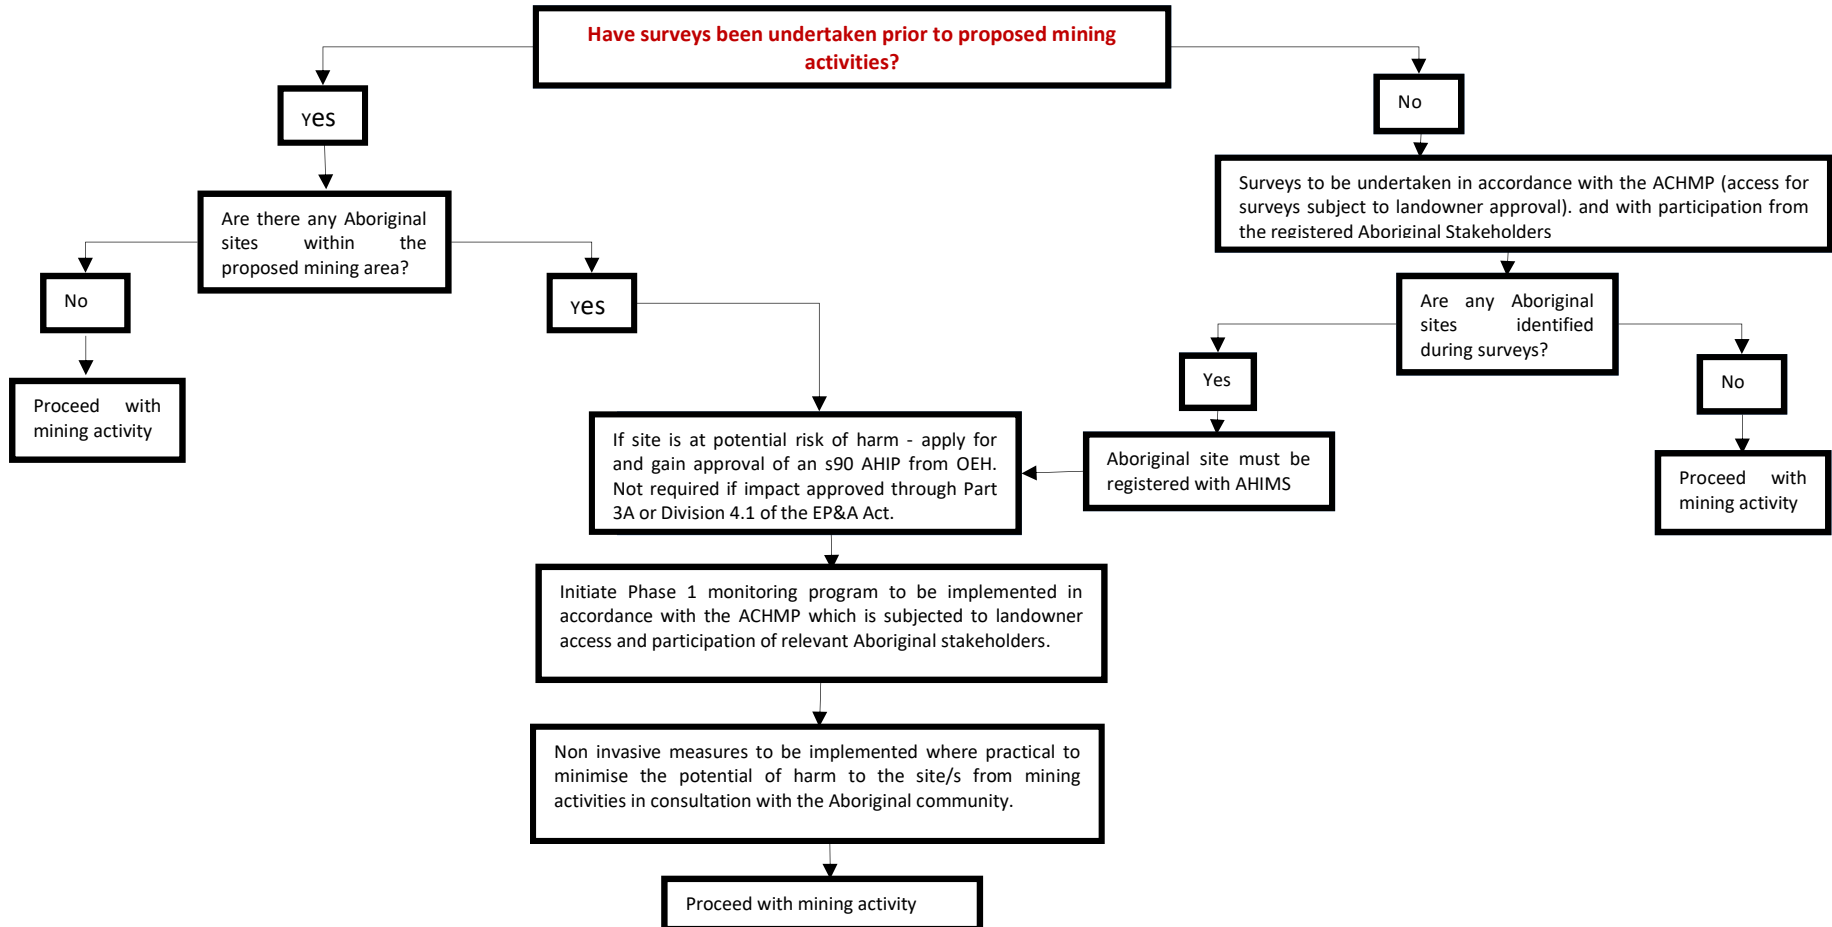 Have surveys been undertaken prior to proposed mining
activities?
Yes
No
Surveys to be undertaken in accordance with the ACHMP (access for
surveys subject to landowner approval). and with participation from
the registered Aboriginal Stakeholders
Are there any Aboriginal
sites within the
proposed mining area?
No
Yes
Are any Aboriginal
sites identified
during surveys?
Yes
No
Proceed with
mining activity
If site is at potential risk of harm - apply for
and gain approval of an s90 AHIP from OEH.
Not required if impact approved through Part
3A or Division 4.1 of the EP&A Act.
Aboriginal site must be
registered with AHIMS
Proceed with
mining activity
Initiate Phase 1 monitoring program to be implemented in
accordance with the ACHMP which is subjected to landowner
access and participation of relevant Aboriginal stakeholders.
Non invasive measures to be implemented where practical to
minimise the potential of harm to the site/s from mining
activities in consultation with the Aboriginal community.
Proceed with mining activity